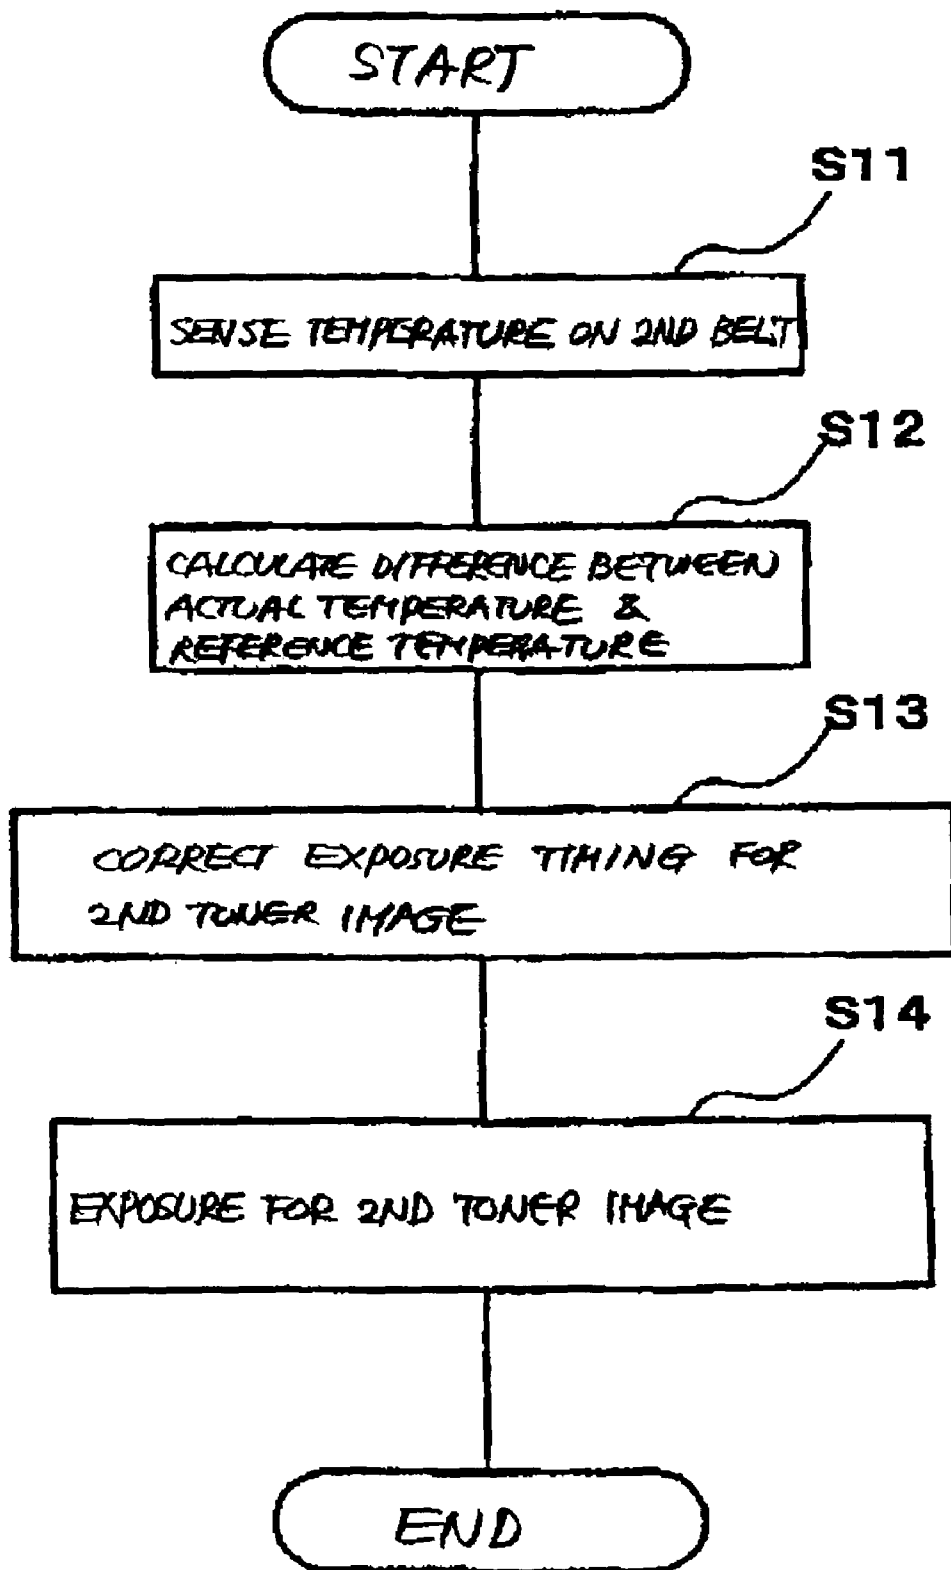 START
S11
SENSE TEMPERATURE ON 2ND BELT
S12
CALCULATE DIFFERENCE BETWEEN
ACTUAL TEMPERATURE &
REFERENCE TEMPERATURE
S13
CORRECT EXPOSURE TIMING FOR
2ND TONER IMAGE
S14
EXPOSURE FOR 2ND TONER IMAGE
END